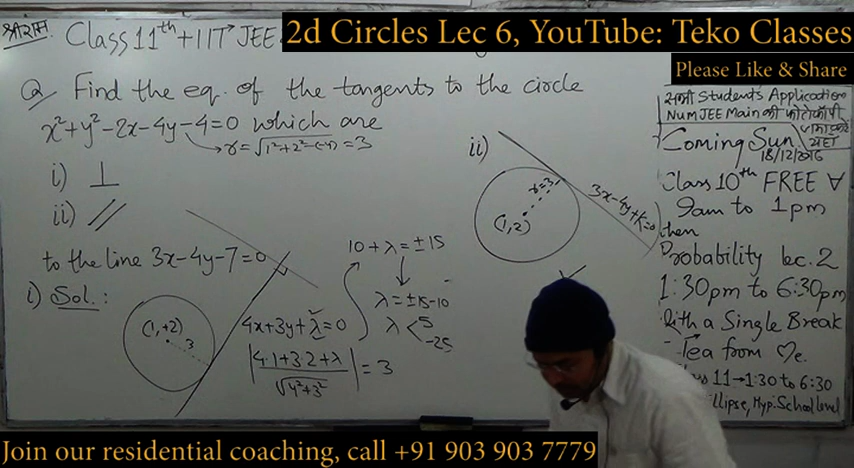 श्रीराम. Class 11th + IIT JEE
2d Circles Lec 6, YouTube: Teko Classes
Please Like & Share
Q Find the eq. of the tangents to the circle
x²+y²-2x-4y-4=0 which are
r=√1²+2²-(-4) = 3
i) ⊥
ii) //
to the line 3x-4y-7=0
i) Sol.:
(1,+2)
3
4x+3y+λ=0
|4.1+3.2+λ / √4²+3²| = 3
10+λ=±15
λ=±15-10
λ < 5
-25
ii)
r=3
(1,2)
3x-4y+k=0
सभी Students Application
Num JEE Main की फोटोकॉपी
Coming Sun
18/12/2016
Class 10th FREE ∀
9am to 1pm
then
Probability lec. 2
1:30pm to 6:30pm
With a Single Break
Tea from Me.
11→1:30 to 6:30
Ellipse, Hyp: School level
Join our residential coaching, call +91 903 903 7779